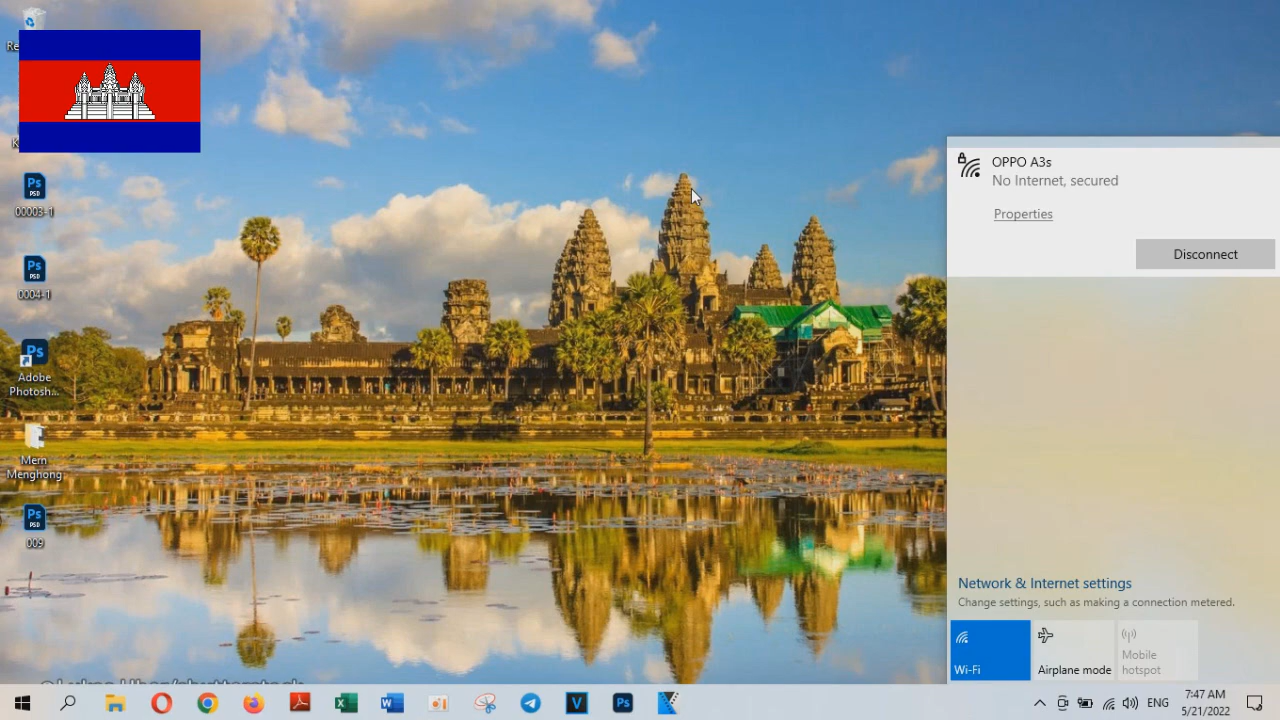 00003-1
0004-1
Adobe
Photosh...
Mem
Menghong
009
OPPO A3s
No Internet, secured
Properties
Disconnect
Network & Internet settings
Change settings, such as making a connection metered.
Wi-Fi
Airplane mode
Mobile
hotspot
7:47 AM
ENG
5/21/2022